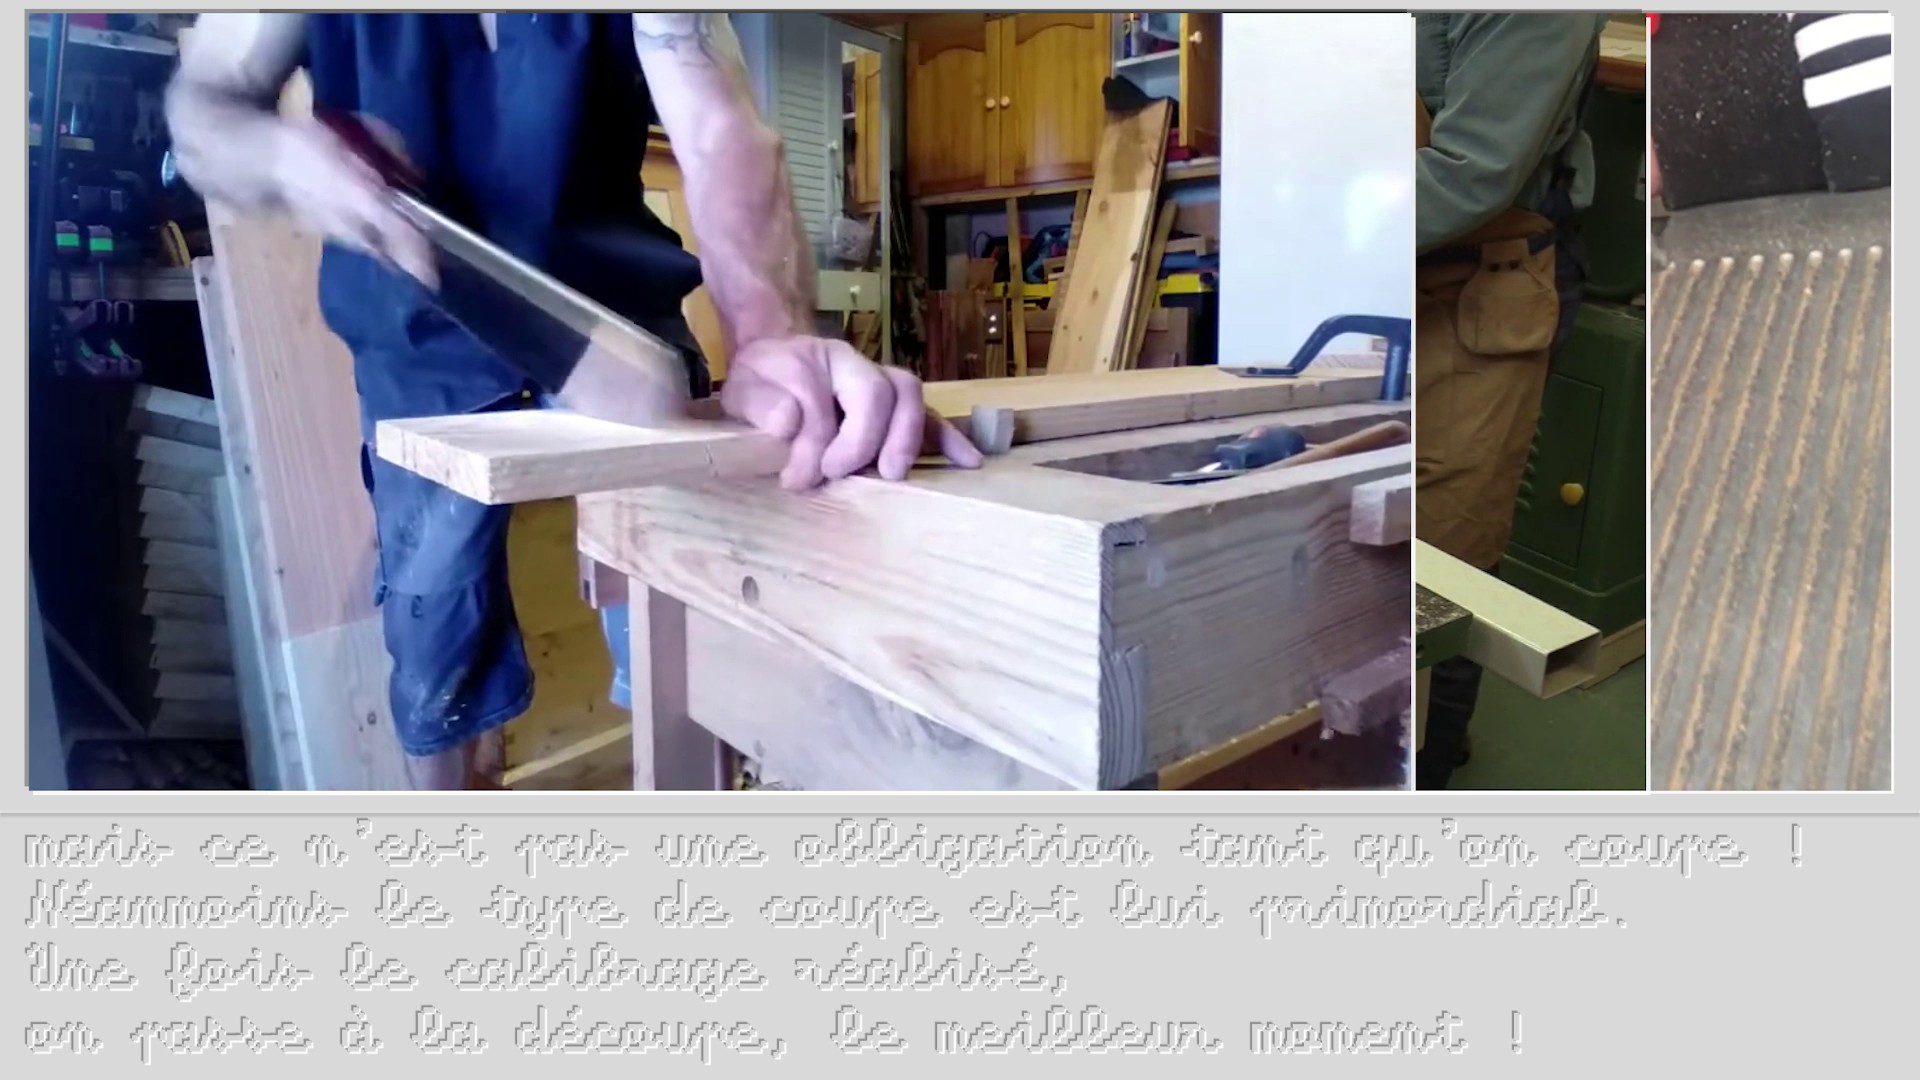 mais ce n'est pas une obligation tant qu'on coupe !
Néanmoins le type de coupe est lui primordial.
Une fois le calibrage réalisé,
on passe à la découpe, le meilleur moment !